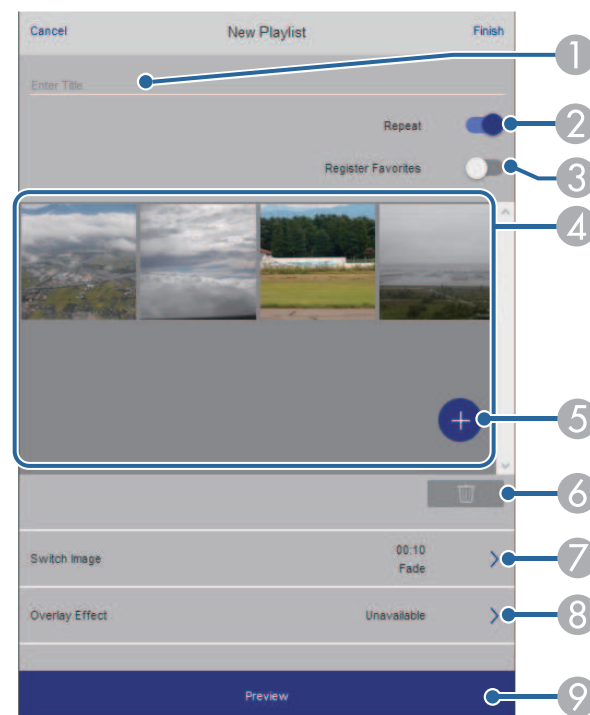 Cancel New Playlist Finish
1
Enter Title
Repeat 2
Register Favorites 3
4
5
6
Switch Image 00:10 7
Fade
Overlay Effect Unavailable 8
Preview 9